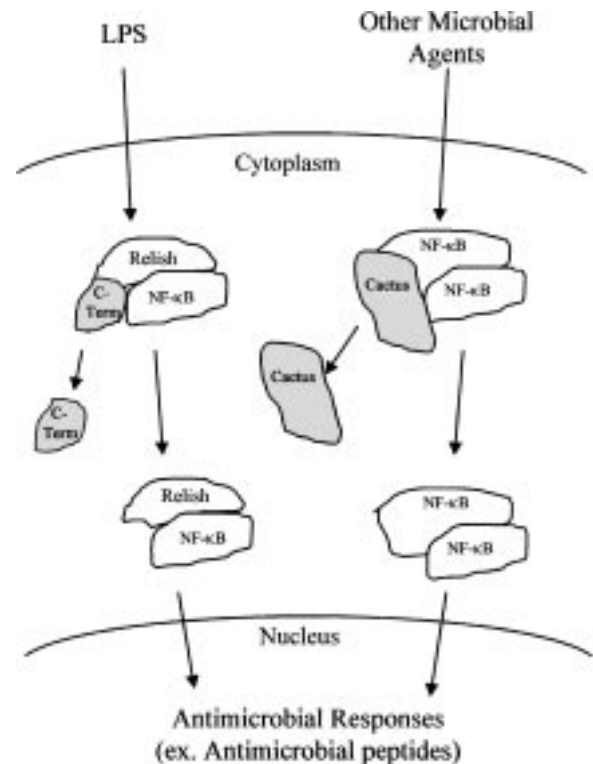 LPS
Other Microbial
Agents
Cytoplasm
Relish
C-
Term
NF-κB
NF-κB
Cactus
NF-κB
C-
Term
Cactus
Relish
NF-κB
NF-κB
NF-κB
Nucleus
Antimicrobial Responses
(ex. Antimicrobial peptides)